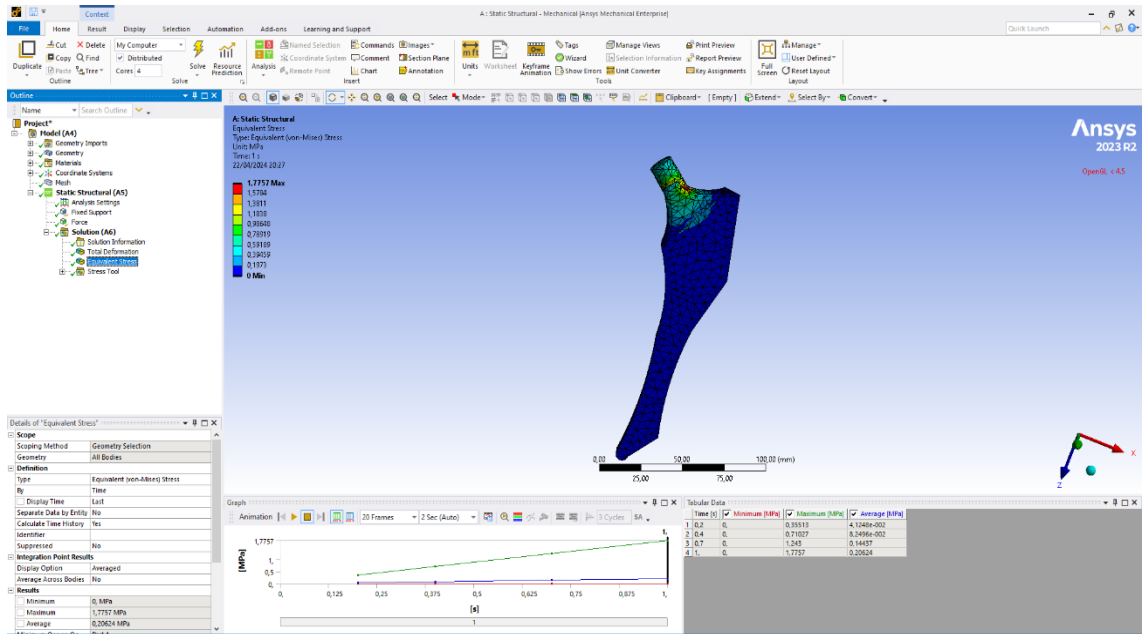 Context
A : Static Structural - Mechanical [Ansys Mechanical Enterprise]
File Home Result Display Selection Automation Add-ons Learning and Support
Quick Launch
Duplicate
Cut
Copy
Paste
Delete
Find
Tree
Outline
My Computer
Distributed
Cores 4
Solve
Resource Prediction
Solve
Analysis
Named Selection
Coordinate System
Remote Point
Commands
Comment
Chart
Images
Section Plane
Annotation
Insert
Units
Worksheet
Keyframe Animation
Tags
Wizard
Show Errors
Manage Views
Selection Information
Unit Converter
Print Preview
Report Preview
Key Assignments
Tools
Full Screen
Manage
User Defined
Reset Layout
Layout
Outline
Name Search Outline
Select Mode Clipboard [Empty] Extend Select By Convert
Project*
Model (A4)
Geometry Imports
Geometry
Materials
Coordinate Systems
Mesh
Static Structural (A5)
Analysis Settings
Fixed Support
Force
Solution (A6)
Solution Information
Total Deformation
Equivalent Stress
Stress Tool
A: Static Structural
Equivalent Stress
Type: Equivalent (von-Mises) Stress
Unit: MPa
Time: 1 s
22/04/2024 20:27
1,7757 Max
1,5784
1,3811
1,1838
0,98648
0,78919
0,59189
0,39459
0,1973
0 Min
Ansys
2023 R2
OpenGL < 4.5
0,00 50,00 100,00 (mm)
25,00 75,00
X
Z
Details of "Equivalent Stress"
Scope
Scoping Method Geometry Selection
Geometry All Bodies
Definition
Type Equivalent (von-Mises) Stress
By Time
Display Time Last
Separate Data by Entity No
Calculate Time History Yes
Identifier
Suppressed No
Integration Point Results
Display Option Averaged
Average Across Bodies No
Results
Minimum 0, MPa
Maximum 1,7757 MPa
Average 0,20624 MPa
Graph
Animation 20 Frames 2 Sec (Auto) 3 Cycles
1,7757
1,
0,5
0,
[MPa]
1,
0, 0,125 0,25 0,375 0,5 0,625 0,75 0,875 1,
[s]
1
Tabular Data
Time [s] Minimum [MPa] Maximum [MPa] Average [MPa]
1 0,2 0, 0,35513 4,1248e-002
2 0,4 0, 0,71027 8,2496e-002
3 0,7 0, 1,243 0,14437
4 1, 0, 1,7757 0,20624